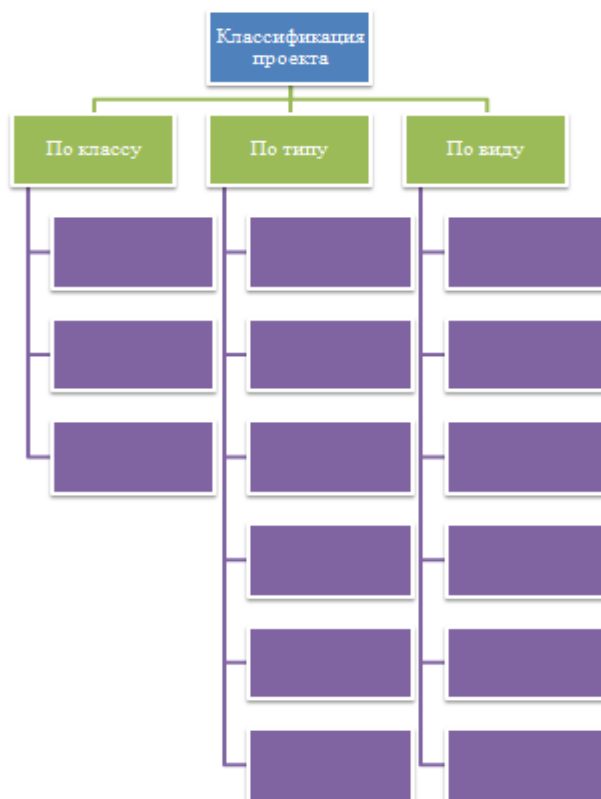 Классификация
проекта
По классу
По типу
По виду